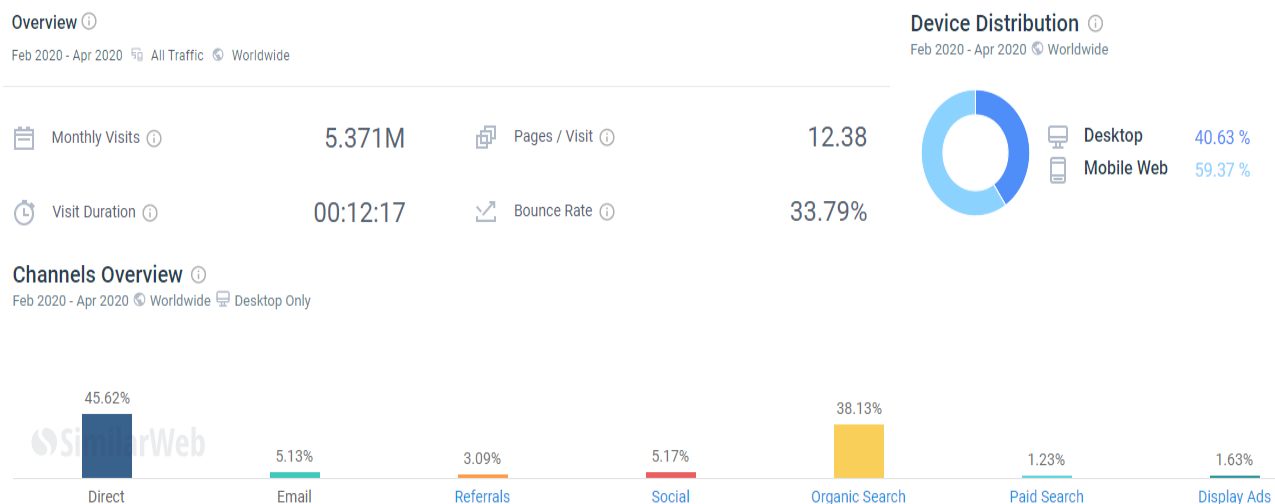 Overview
Feb 2020 - Apr 2020 All Traffic Worldwide
Monthly Visits 5.371M
Pages / Visit 12.38
Visit Duration 00:12:17
Bounce Rate 33.79%
Device Distribution
Feb 2020 - Apr 2020 Worldwide
Desktop 40.63 %
Mobile Web 59.37 %
Channels Overview
Feb 2020 - Apr 2020 Worldwide Desktop Only
45.62% 5.13% 3.09% 5.17% 38.13% 1.23% 1.63%
SimilarWeb
Direct Email Referrals Social Organic Search Paid Search Display Ads